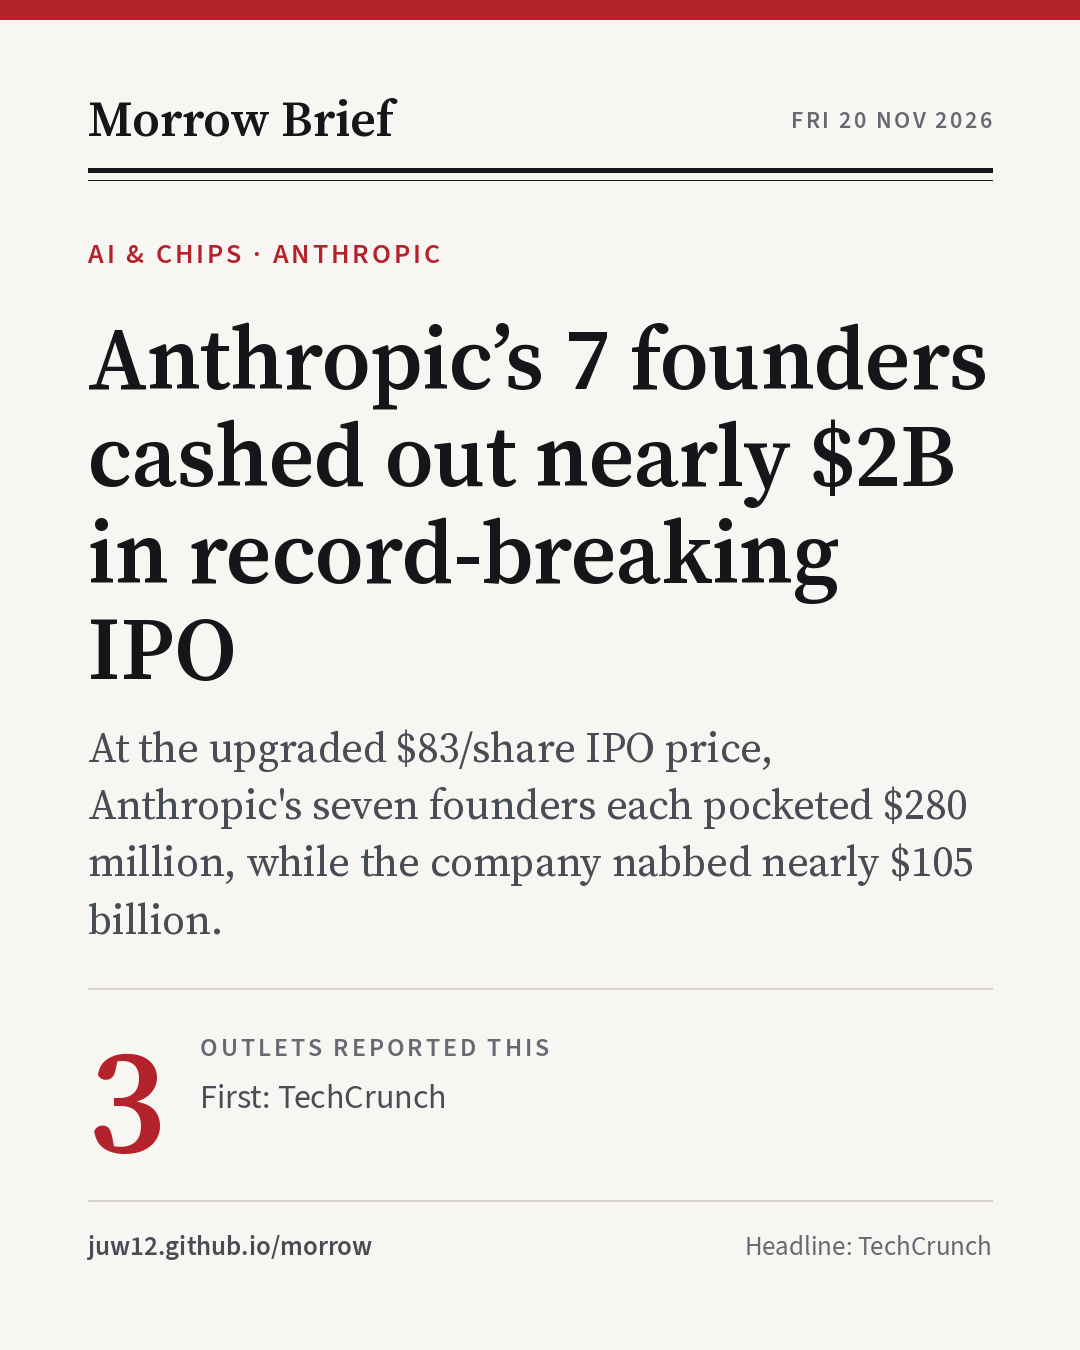 Morrow Brief
FRI 20 NOV 2026
AI & CHIPS · ANTHROPIC
Anthropic’s 7 founders
cashed out nearly $2B
in record-breaking
IPO
At the upgraded $83/share IPO price,
Anthropic's seven founders each pocketed $280
million, while the company nabbed nearly $105
billion.
3
OUTLETS REPORTED THIS
First: TechCrunch
juw12.github.io/morrow
Headline: TechCrunch